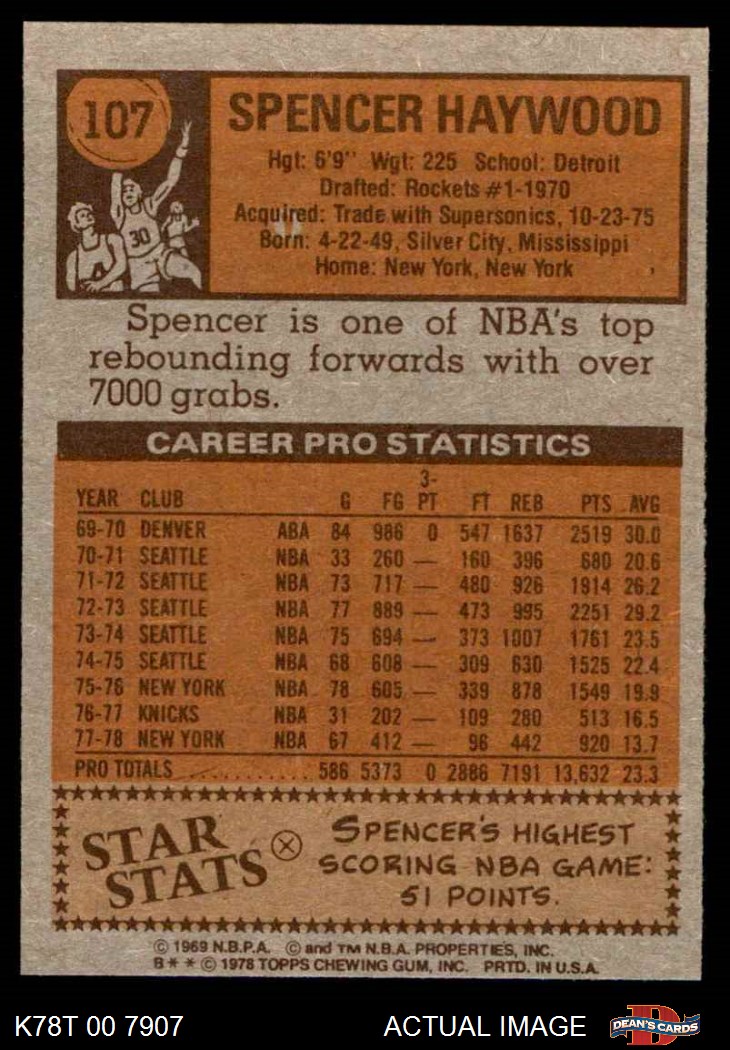 107
30
SPENCER HAYWOOD
Hgt: 6'9" Wgt: 225 School: Detroit
Drafted: Rockets #1-1970
Acquired: Trade with Supersonics, 10-23-75
Born: 4-22-49, Silver City, Mississippi
Home: New York, New York
Spencer is one of NBA's top
rebounding forwards with over
7000 grabs.
CAREER PRO STATISTICS
YEAR CLUB G FG 3-PT FT REB PTS AVG
69-70 DENVER ABA 84 986 0 547 1637 2519 30.0
70-71 SEATTLE NBA 33 260 — 160 396 680 20.6
71-72 SEATTLE NBA 73 717 — 480 926 1914 26.2
72-73 SEATTLE NBA 77 889 — 473 995 2251 29.2
73-74 SEATTLE NBA 75 694 — 373 1007 1761 23.5
74-75 SEATTLE NBA 68 608 — 309 630 1525 22.4
75-76 NEW YORK NBA 78 605 — 339 878 1549 19.9
76-77 KNICKS NBA 31 202 — 109 280 513 16.5
77-78 NEW YORK NBA 67 412 — 96 442 920 13.7
PRO TOTALS ............ 586 5373 0 2886 7191 13,632 23.3
STAR STATS
SPENCER'S HIGHEST
SCORING NBA GAME:
51 POINTS.
© 1969 N.B.P.A. © and TM N.B.A. PROPERTIES, INC.
B * * © 1978 TOPPS CHEWING GUM, INC. PRTD. IN U.S.A.
K78T 00 7907 ACTUAL IMAGE DEAN'S CARDS